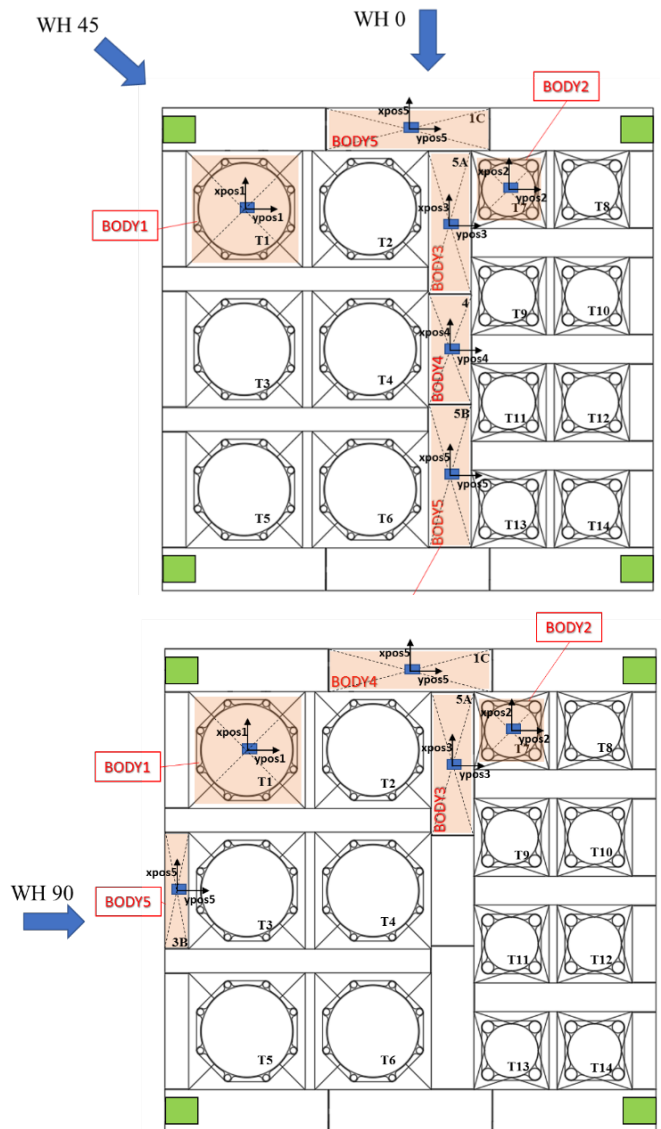 WH 45
WH 0
BODY2
xpos5
1C
ypos5
BODY5
5A
xpos1
ypos1
BODY1
T1
T2
xpos3
ypos3
BODY3
xpos2
ypos2
T7
T8
T9
T10
4
xpos4
ypos4
BODY4
T3
T4
5B
T11
T12
xpos5
ypos5
BODY5
T5
T6
T13
T14
BODY2
xpos5
1C
ypos5
BODY4
5A
xpos1
ypos1
BODY1
T1
T2
xpos3
ypos3
BODY3
xpos2
ypos2
T7
T8
T9
T10
WH 90
xpos5
ypos5
BODY5
3B
T3
T4
T11
T12
T5
T6
T13
T14